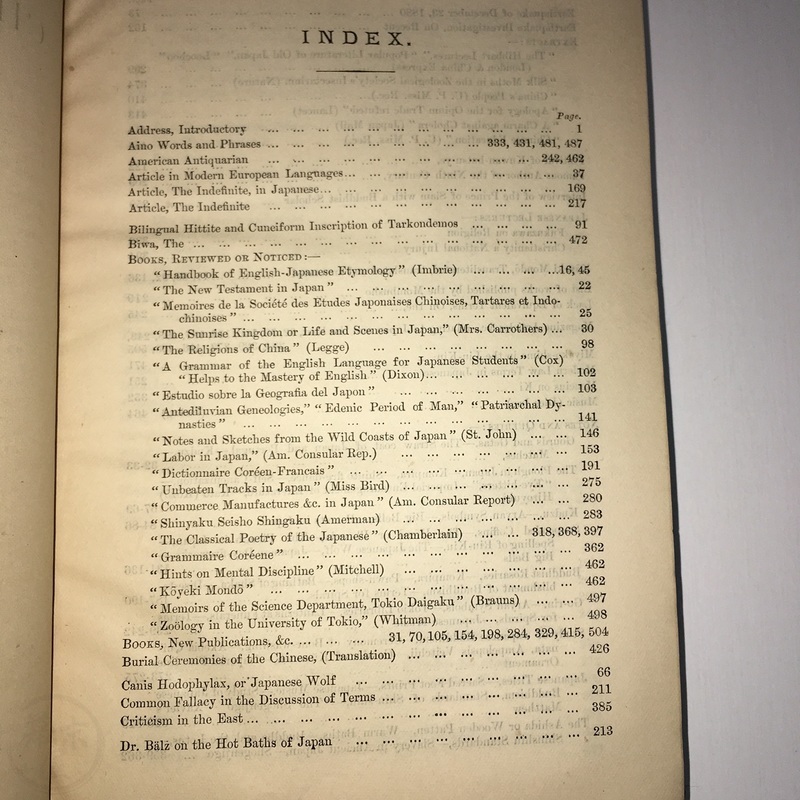 INDEX.
Page.
Address, Introductory ... 1
Aino Words and Phrases ... 333, 431, 481, 487
American Antiquarian ... 242, 462
Article in Modern European Languages... 37
Article, The Indefinite, in Japanese... 169
Article, The Indefinite ... 217
Bilingual Hittite and Cuneiform Inscription of Tarkondemos ... 91
Biwa, The ... 472
Books, Reviewed or Noticed:—
"Handbook of English-Japanese Etymology" (Imbrie) ...16, 45
"The New Testament in Japan" ... 22
"Memoires de la Société des Etudes Japonaises Chinoises, Tartares et Indo-
chinoises" ... 25
"The Sunrise Kingdom or Life and Scenes in Japan," (Mrs. Carrothers) ... 30
"The Religions of China" (Legge) ... 98
"A Grammar of the English Language for Japanese Students" (Cox)
"Helps to the Mastery of English" (Dixon)... 102
"Estudio sobre la Geografia del Japon" ... 103
"Antediluvian Geneologies," "Edenic Period of Man," "Patriarchal Dy-
nasties" ... 141
"Notes and Sketches from the Wild Coasts of Japan" (St. John) ... 146
"Labor in Japan," (Am. Consular Rep.) ... 153
"Dictionnaire Coréen-Francais" ... 191
"Unbeaten Tracks in Japan" (Miss Bird) ... 275
"Commerce Manufactures &c. in Japan" (Am. Consular Report) ... 280
"Shinyaku Seisho Shingaku (Amerman) ... 283
"The Classical Poetry of the Japanese" (Chamberlain) ... 318, 368, 397
"Grammaire Coréene" ... 362
"Hints on Mental Discipline" (Mitchell) ... 462
"Kōyeki Mondō" ... 462
"Memoirs of the Science Department, Tokio Daigaku" (Brauns) ... 497
"Zoölogy in the University of Tokio," (Whitman) ... 498
Books, New Publications, &c. ... 31, 70, 105, 154, 198, 284, 329, 415, 504
Burial Ceremonies of the Chinese, (Translation) ... 426
Canis Hodophylax, or Japanese Wolf ... 66
Common Fallacy in the Discussion of Terms ... 211
Criticism in the East ... 385
Dr. Bälz on the Hot Baths of Japan ... 213